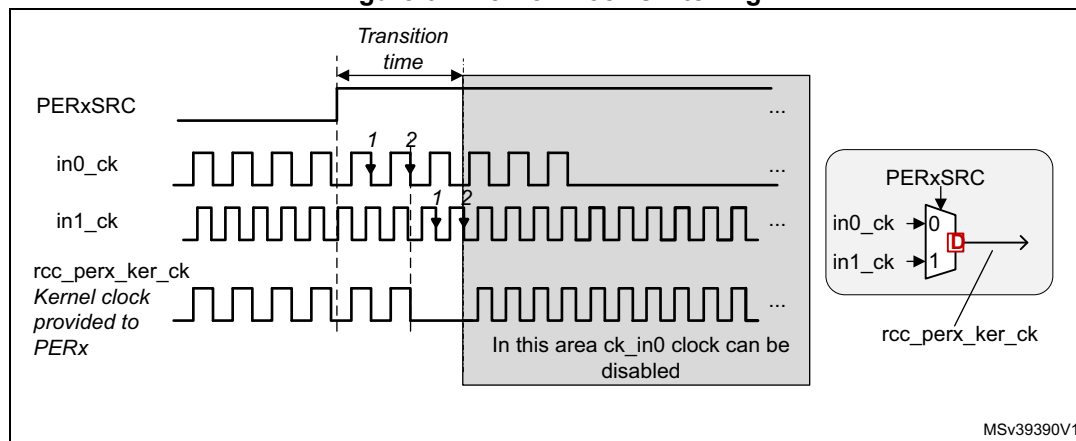 Transition
time
PERxSRC
...
1 2
in0_ck
...
1 2
in1_ck
...
rcc_perx_ker_ck
Kernel clock
provided to
PERx
...
In this area ck_in0 clock can be
disabled
PERxSRC
in0_ck 0
D
in1_ck 1
rcc_perx_ker_ck
MSv39390V1